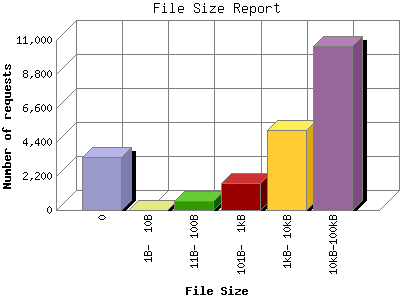 File Size Report
Number of requests
11,000
8,800
6,600
4,400
2,200
0
0
1B- 10B
11B- 100B
101B- 1kB
1kB- 10kB
10kB-100kB
File Size